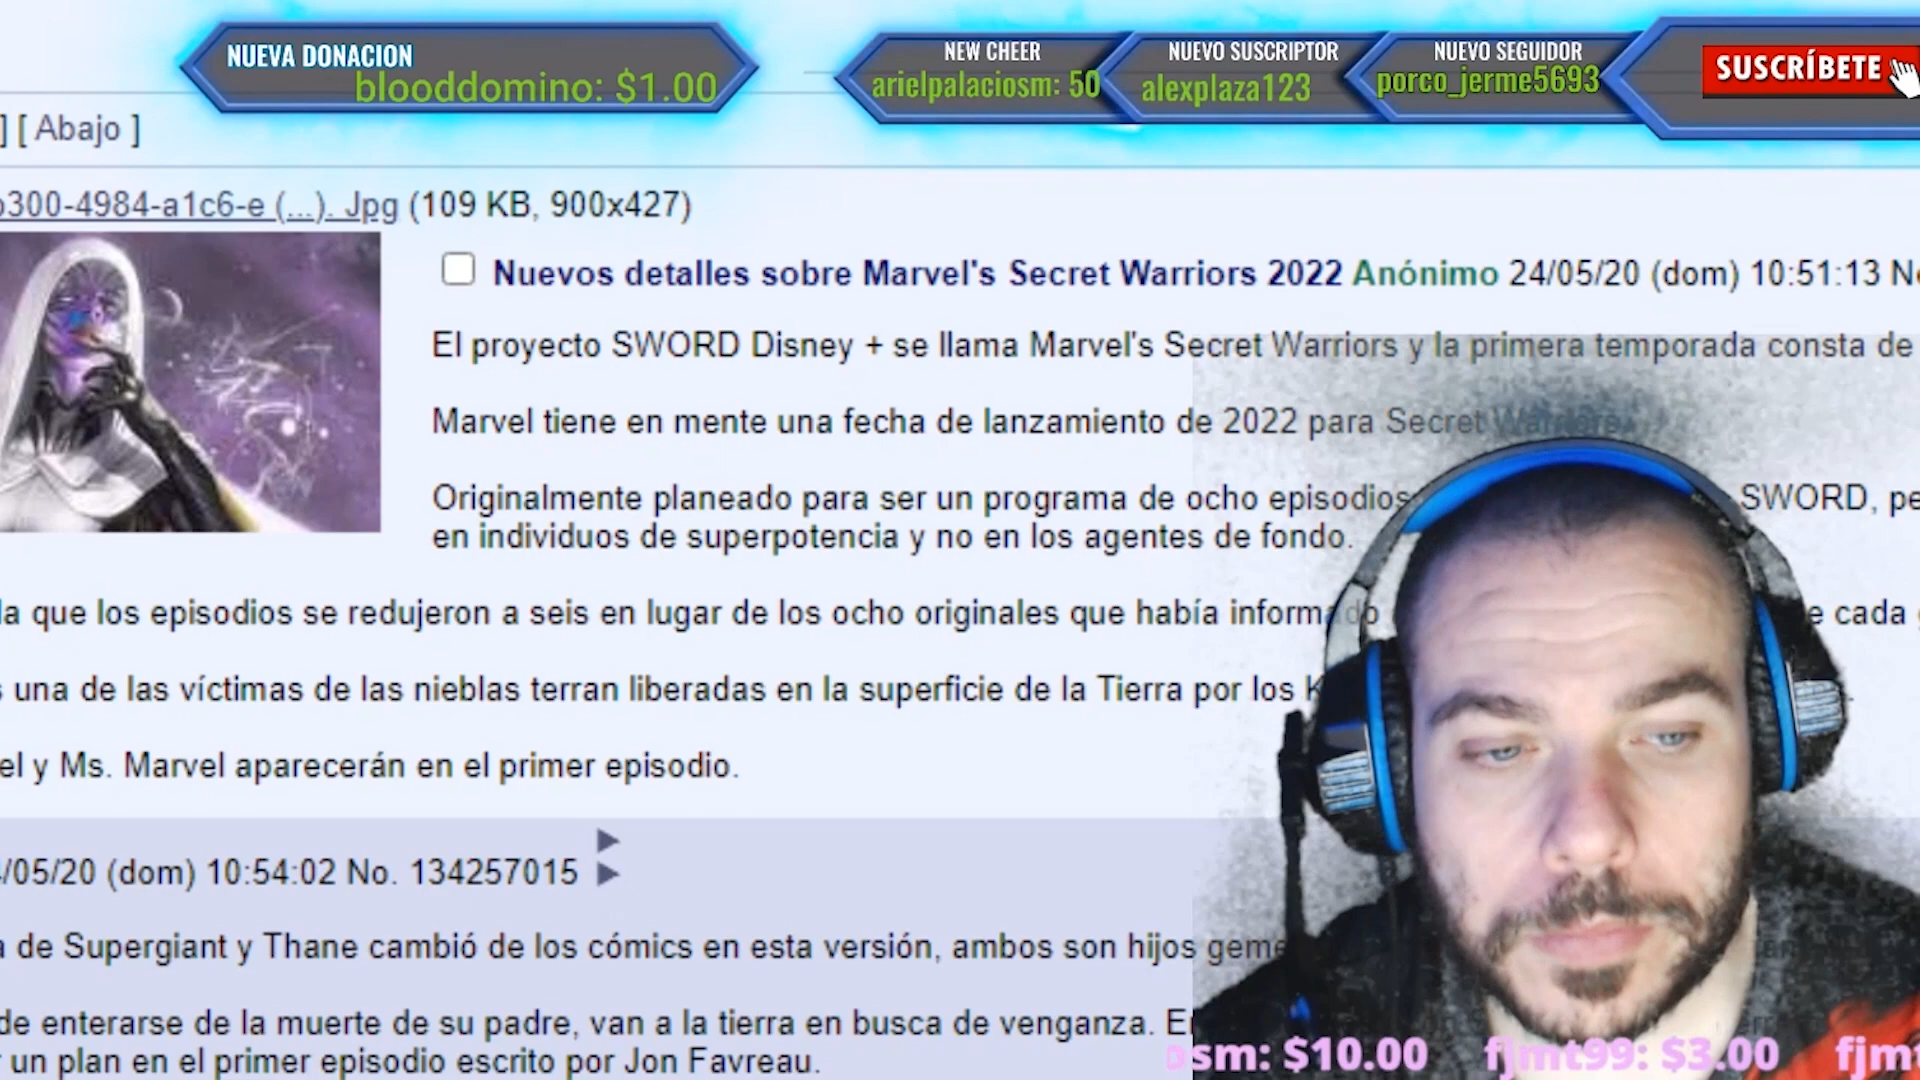 NUEVA DONACION
blooddomino: $1.00
NEW CHEER
arielpalaciosm: 50
NUEVO SUSCRIPTOR
alexplaza123
NUEVO SEGUIDOR
porco_jerme5693
SUSCRÍBETE
] [ Abajo ]
b300-4984-a1c6-e (...). Jpg (109 KB, 900x427)
Nuevos detalles sobre Marvel's Secret Warriors 2022 Anónimo 24/05/20 (dom) 10:51:13
El proyecto SWORD Disney + se llama Marvel's Secret Warriors y la primera temporada consta de
Marvel tiene en mente una fecha de lanzamiento de 2022 para Secret Warriors.
Originalmente planeado para ser un programa de ocho episodios SWORD,
en individuos de superpotencia y no en los agentes de fondo.
que los episodios se redujeron a seis en lugar de los ocho originales que había informado cada
una de las víctimas de las nieblas terran liberadas en la superficie de la Tierra por los
y Ms. Marvel aparecerán en el primer episodio.
/05/20 (dom) 10:54:02 No. 134257015
de Supergiant y Thane cambió de los cómics en esta versión, ambos son hijos
de enterarse de la muerte de su padre, van a la tierra en busca de venganza.
un plan en el primer episodio escrito por Jon Favreau.
sm: $10.00 fjmt99: $3.00 fjmt